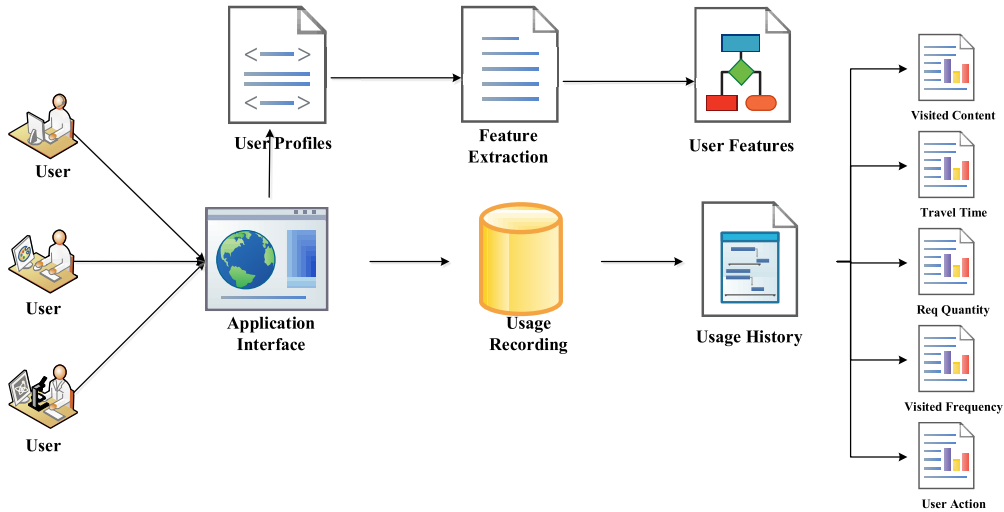 User
User
User
User Profiles
Feature
Extraction
User Features
Application
Interface
Usage
Recording
Usage History
Visited Content
Travel Time
Req Quantity
Visited Frequency
User Action